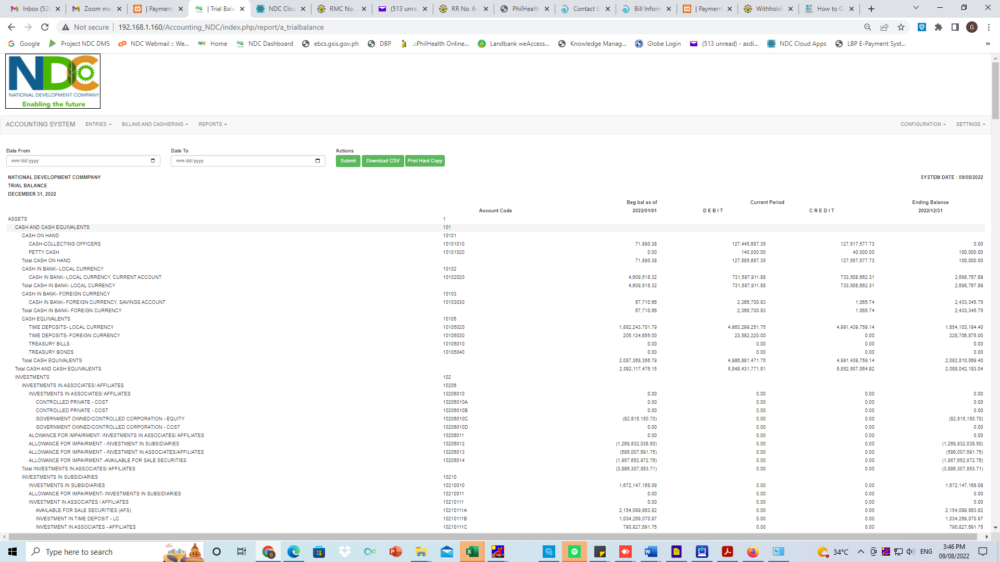 Inbox (529
Zoom me
| Payment
| Trial Bala
NDC Clou
RMC No.
(513 unre
RR No. 6-
PhilHealth
Contact U
Bill Inform
| Payment
Withholdi
How to Co
Not secure
192.168.1.160/Accounting_NDC/index.php/report/a_trialbalance
G
Google
Project NDC DMS
NDC Webmail :: We...
Home
NDC Dashboard
ebcs.gsis.gov.ph
DBP
.::PhilHealth Online...
Landbank weAccess...
Knowledge Manag...
Globe Login
(513 unread) - asdi...
NDC Cloud Apps
LBP E-Payment Syst...
»
NDC
NATIONAL DEVELOPMENT COMPANY
Enabling the future
ACCOUNTING SYSTEM ENTRIES BILLING AND CASHIERING REPORTS CONFIGURATION SETTINGS
Date From Date To Actions
mm/dd/yyyy mm/dd/yyyy Submit Download CSV Print Hard Copy
NATIONAL DEVELOPMENT COMMPANY SYSTEM DATE : 09/08/2022
TRIAL BALANCE
DECEMBER 31, 2022
Beg bal as of Current Period Ending Balance
Account Code 2022/01/01 D E B I T C R E D I T 2022/12/31
ASSETS 1
CASH AND CASH EQUIVALENTS 101
CASH ON HAND 10101
CASH-COLLECTING OFFICERS 10101010 71,890.38 127,445,687.35 127,517,577.73 0.00
PETTY CASH 10101020 0.00 140,000.00 40,000.00 100,000.00
Total CASH ON HAND 71,890.38 127,585,687.35 127,557,577.73 100,000.00
CASH IN BANK- LOCAL CURRENCY 10102
CASH IN BANK- LOCAL CURRENCY, CURRENT ACCOUNT 10102020 4,609,518.32 731,597,911.88 733,508,662.31 2,698,767.89
Total CASH IN BANK- LOCAL CURRENCY 4,609,518.32 731,597,911.88 733,508,662.31 2,698,767.89
CASH IN BANK- FOREIGN CURRENCY 10103
CASH IN BANK- FOREIGN CURRENCY, SAVINGS ACCOUNT 10103030 67,710.66 2,366,700.83 1,065.74 2,433,345.75
Total CASH IN BANK- FOREIGN CURRENCY 67,710.66 2,366,700.83 1,065.74 2,433,345.75
CASH EQUIVALENTS 10105
TIME DEPOSITS- LOCAL CURRENCY 10105020 1,882,243,701.79 4,963,299,251.75 4,991,439,759.14 1,854,103,194.40
TIME DEPOSITS- FOREIGN CURRENCY 10105030 205,124,655.00 23,582,220.00 0.00 228,706,875.00
TREASURY BILLS 10105010 0.00 0.00 0.00 0.00
TREASURY BONDS 10105040 0.00 0.00 0.00 0.00
Total CASH EQUIVALENTS 2,087,368,356.79 4,986,881,471.75 4,991,439,759.14 2,082,810,069.40
Total CASH AND CASH EQUIVALENTS 2,092,117,476.15 5,848,431,771.81 5,852,507,064.92 2,088,042,183.04
INVESTMENTS 102
INVESTMENTS IN ASSOCIATES/ AFFILIATES 10206
INVESTMENTS IN ASSOCIATES/ AFFILIATES 10206010 0.00 0.00 0.00 0.00
CONTROLLED PRIVATE - COST 10206010A 0.00 0.00 0.00 0.00
CONTROLLED PRIVATE - COST 10206010B 0.00 0.00 0.00 0.00
GOVERNMENT OWNED/CONTROLLED CORPORATION - EQUITY 10206010C (82,815,150.70) 0.00 0.00 (82,815,150.70)
GOVERNMENT OWNED/CONTROLLED CORPORATION - COST 10206010D 0.00 0.00 0.00 0.00
ALOWANCE FOR IMPAIRMENT- INVESTMENTS IN ASSOCIATES/ AFFILIATES 10206011 0.00 0.00 0.00 0.00
ALLOWANCE FOR IMPAIRMENT - INVESTMENT IN SUBSIDIARIES 10206012 (1,269,832,038.50) 0.00 0.00 (1,269,832,038.50)
ALLOWANCE FOR IMPAIRMENT - INVESTMENT IN ASSOCIATES/AFFILIATES 10206013 (586,007,691.75) 0.00 0.00 (586,007,691.75)
ALLOWANCE FOR IMPAIRMENT -AVAILABLE FOR SALE SECURITIES 10206014 (1,957,652,972.76) 0.00 0.00 (1,957,652,972.76)
Total INVESTMENTS IN ASSOCIATES/ AFFILIATES (3,896,307,853.71) 0.00 0.00 (3,896,307,853.71)
INVESTMENTS IN SUBSIDIARIES 10210
INVESTMENTS IN SUBSIDIARIES 10210010 1,672,147,168.09 0.00 0.00 1,672,147,168.09
ALLOWANCE FOR IMPAIRMENT- INVESTMENTS IN SUBSIDIARIES 10210011 0.00 0.00 0.00 0.00
INVESTMENT IN ASSOCIATES / AFFILIATES 10210111 0.00 0.00 0.00 0.00
AVAILABLE FOR SALE SECURITIES (AFS) 10210111A 2,154,099,863.82 0.00 0.00 2,154,099,863.82
INVESTMENT IN TIME DEPOSIT - LC 10210111B 1,034,269,070.97 0.00 0.00 1,034,269,070.97
INVESTMENT IN ASSOCIATES - AFFILIATES 10210111C 790,827,691.75 0.00 0.00 790,827,691.75
Type here to search
34°C
ENG
3:46 PM
09/08/2022